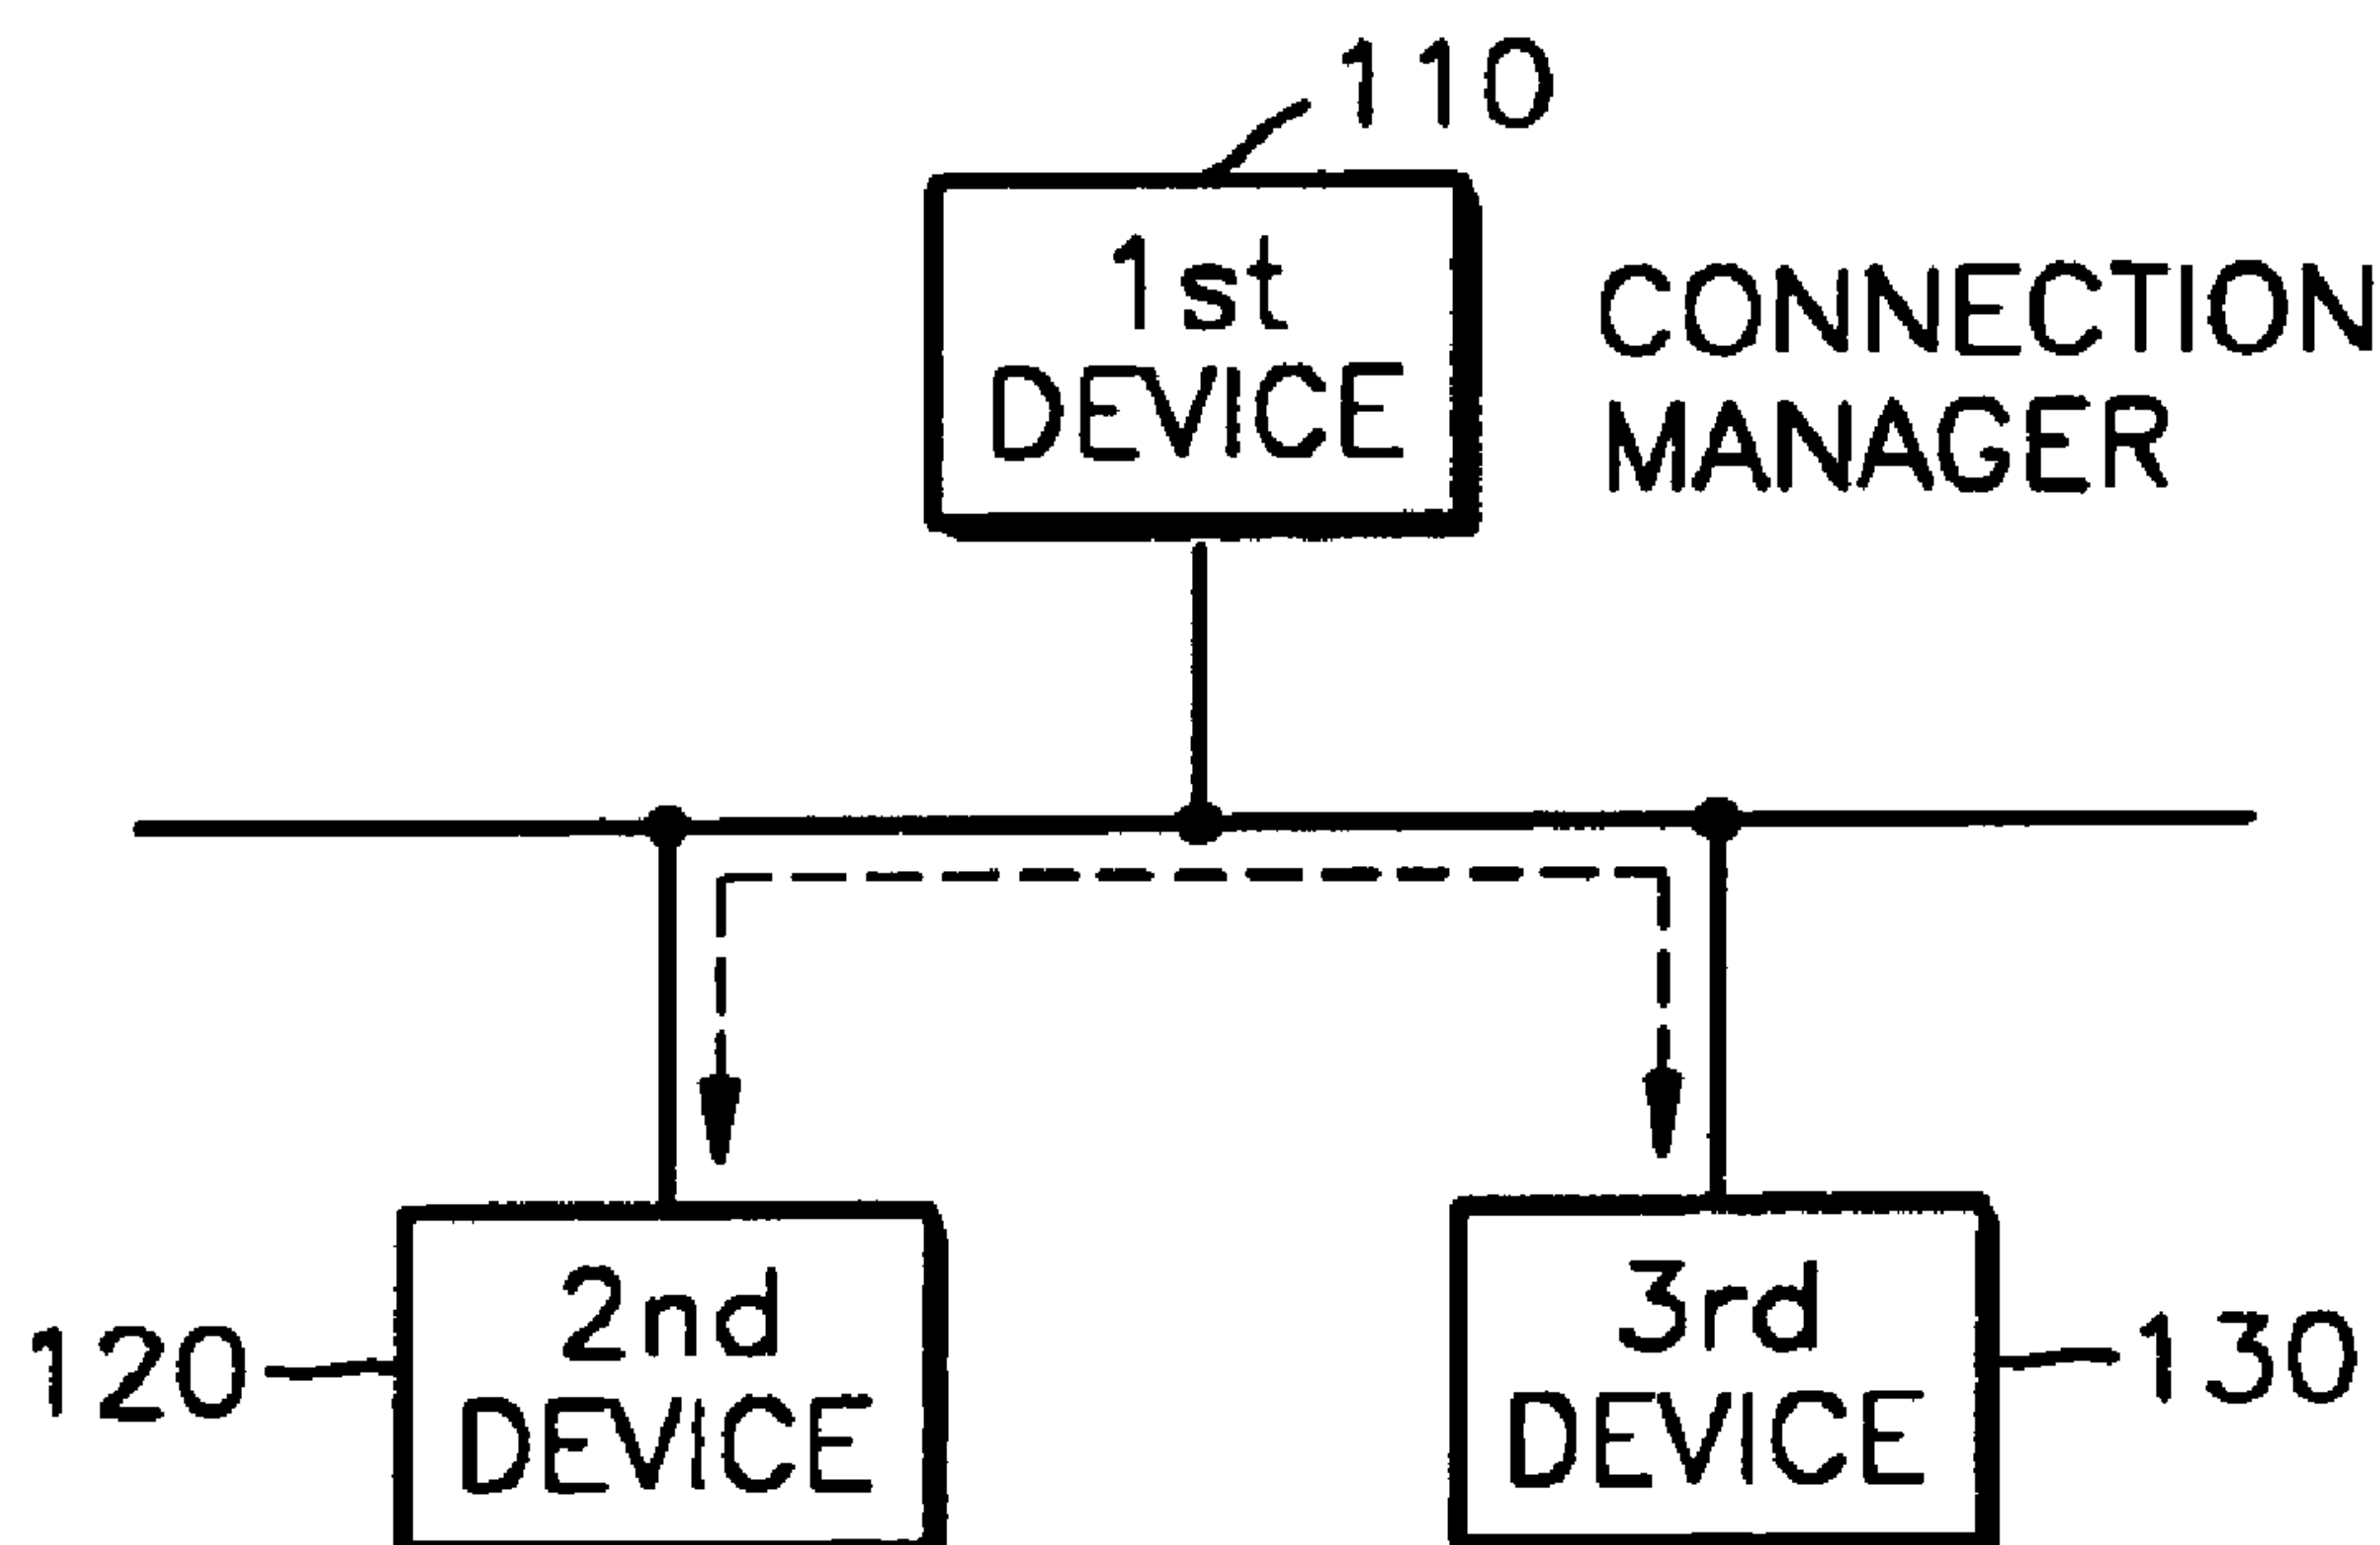 110
1st
DEVICE
CONNECTION
MANAGER
2nd
DEVICE
120
3rd
DEVICE
130